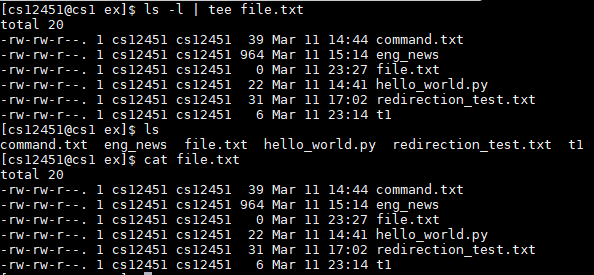 [cs12451@cs1 ex]$ ls -l | tee file.txt
total 20
-rw-rw-r--. 1 cs12451 cs12451  39 Mar 11 14:44 command.txt
-rw-rw-r--. 1 cs12451 cs12451 964 Mar 11 15:14 eng_news
-rw-rw-r--. 1 cs12451 cs12451   0 Mar 11 23:27 file.txt
-rw-rw-r--. 1 cs12451 cs12451  22 Mar 11 14:41 hello_world.py
-rw-rw-r--. 1 cs12451 cs12451  31 Mar 11 17:02 redirection_test.txt
-rw-rw-r--. 1 cs12451 cs12451   6 Mar 11 23:14 t1
[cs12451@cs1 ex]$ ls
command.txt  eng_news  file.txt  hello_world.py  redirection_test.txt  t1
[cs12451@cs1 ex]$ cat file.txt
total 20
-rw-rw-r--. 1 cs12451 cs12451  39 Mar 11 14:44 command.txt
-rw-rw-r--. 1 cs12451 cs12451 964 Mar 11 15:14 eng_news
-rw-rw-r--. 1 cs12451 cs12451   0 Mar 11 23:27 file.txt
-rw-rw-r--. 1 cs12451 cs12451  22 Mar 11 14:41 hello_world.py
-rw-rw-r--. 1 cs12451 cs12451  31 Mar 11 17:02 redirection_test.txt
-rw-rw-r--. 1 cs12451 cs12451   6 Mar 11 23:14 t1